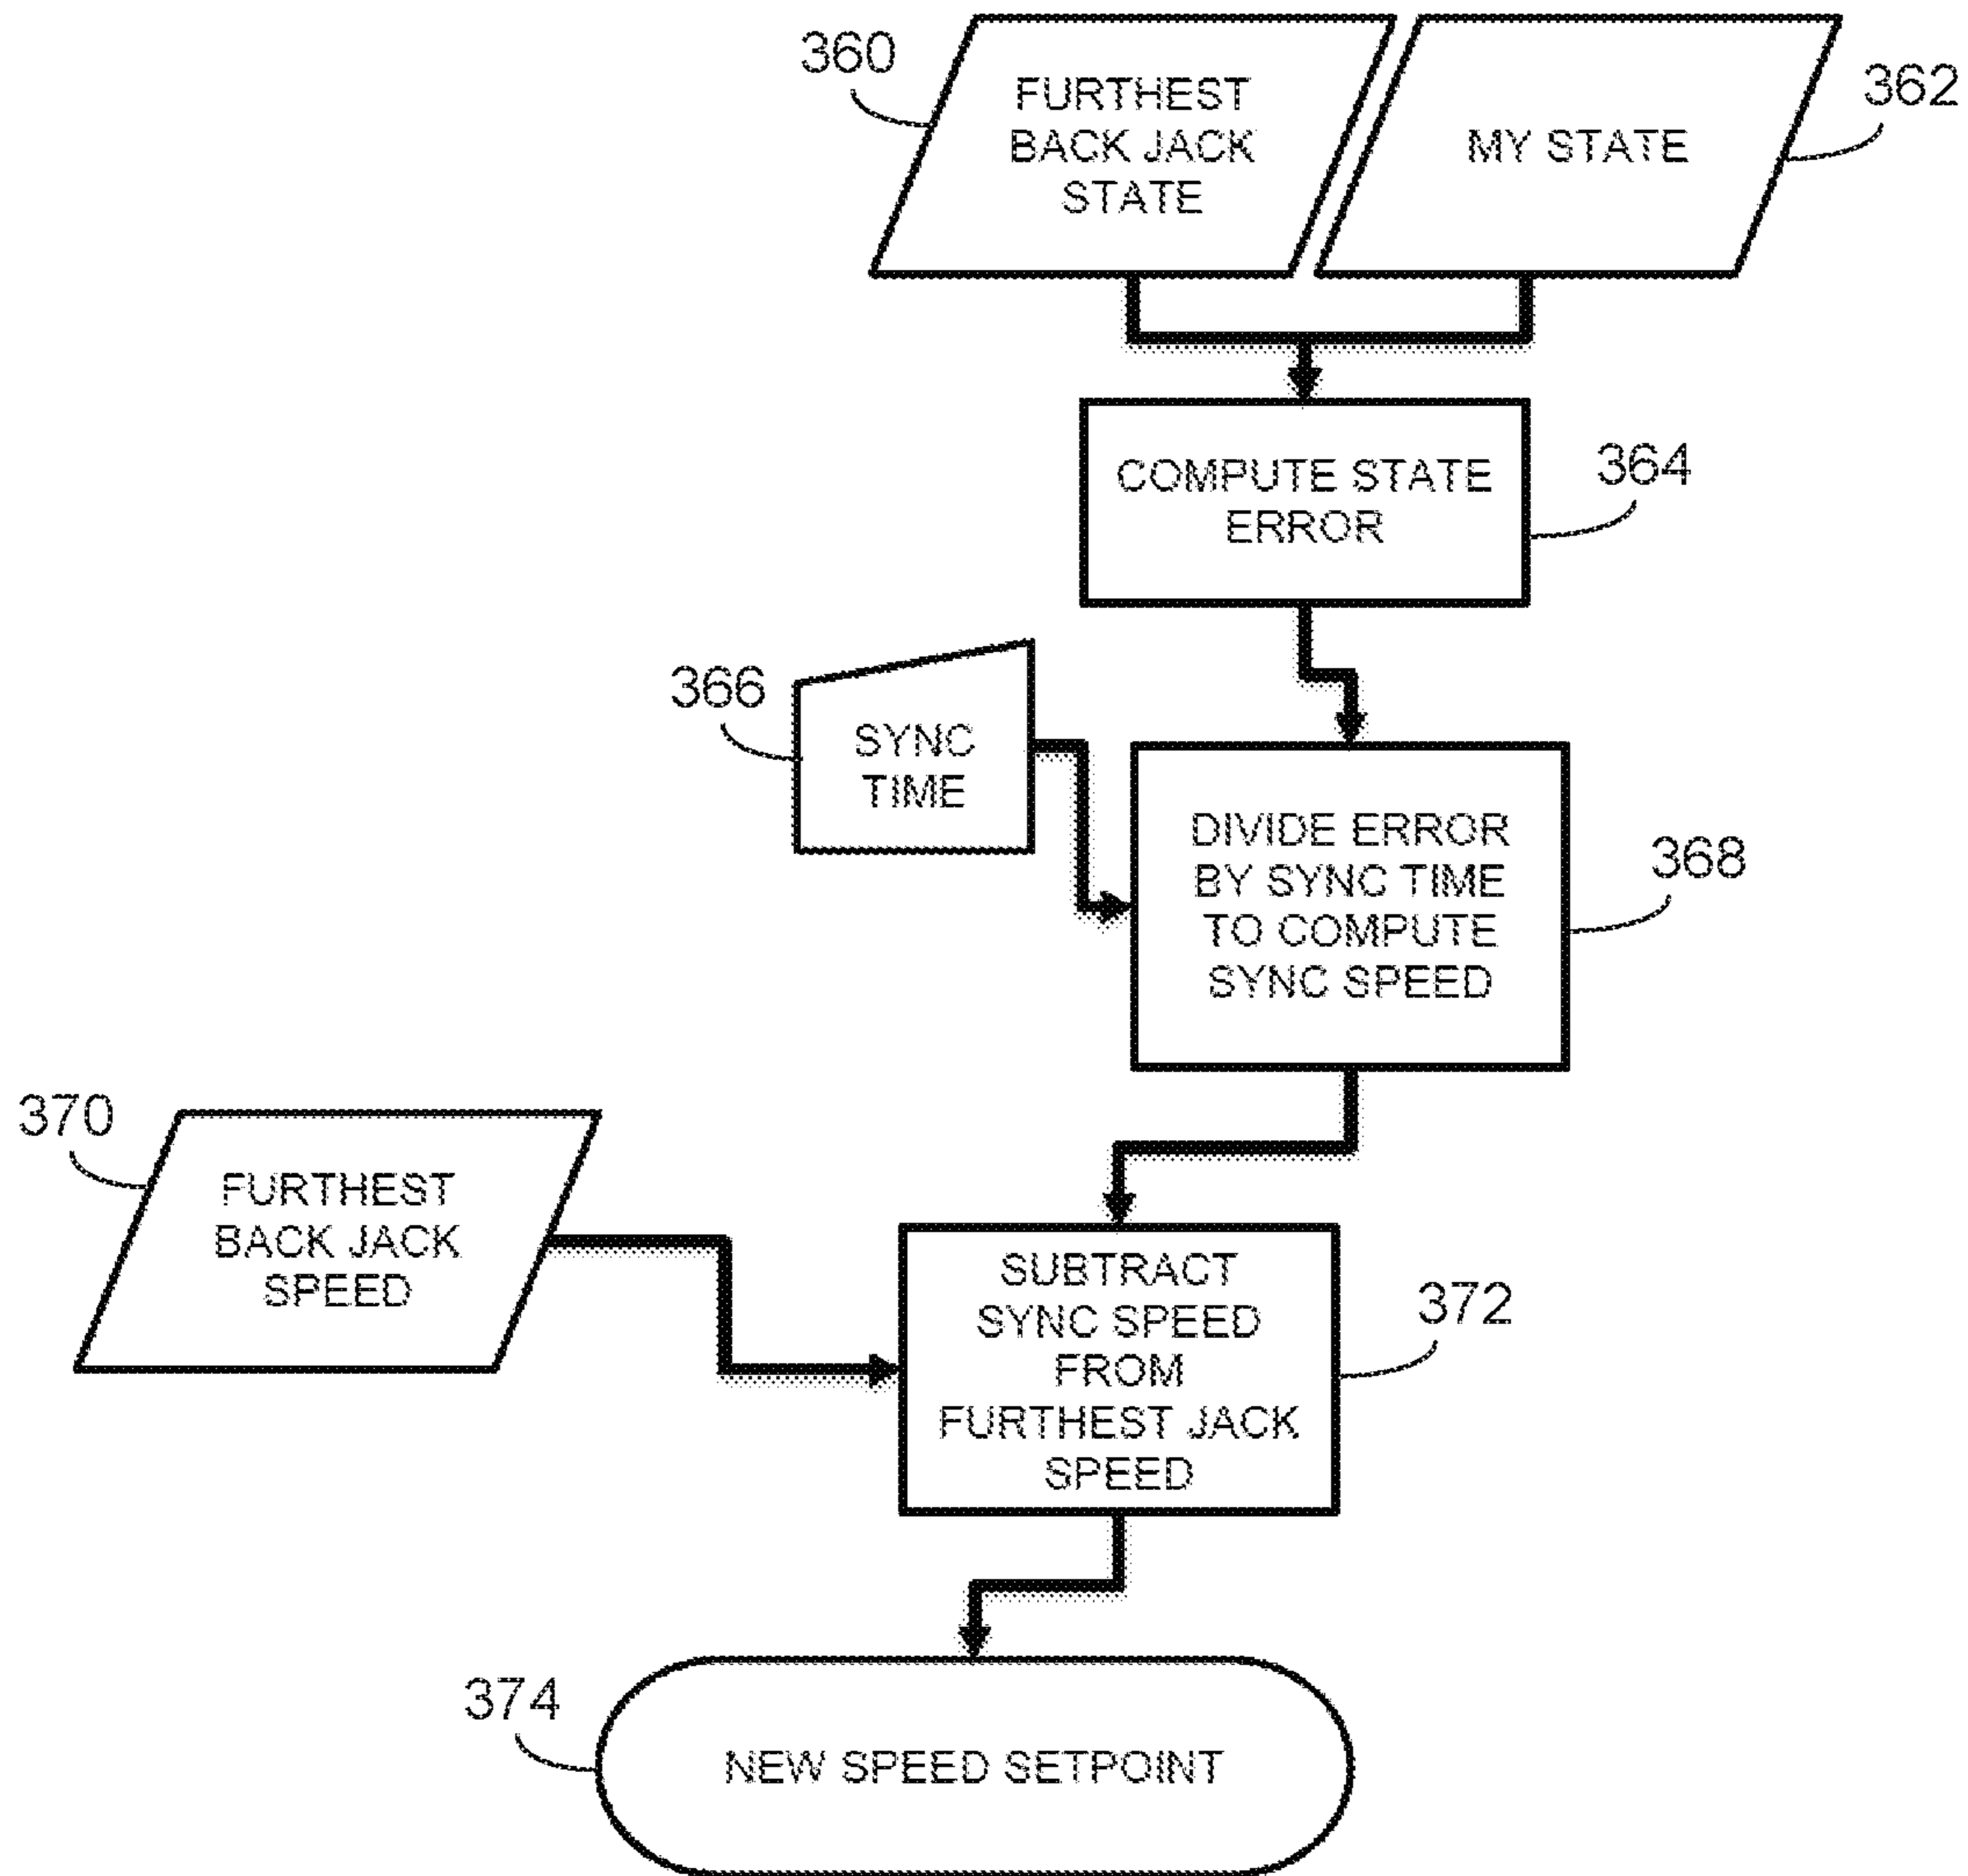 360
FURTHEST
BACK JACK
STATE
MY STATE
362
COMPUTE STATE
ERROR
364
366
SYNC
TIME
DIVIDE ERROR
BY SYNC TIME
TO COMPUTE
SYNC SPEED
368
370
FURTHEST
BACK JACK
SPEED
SUBTRACT
SYNC SPEED
FROM
FURTHEST JACK
SPEED
372
374
NEW SPEED SETPOINT